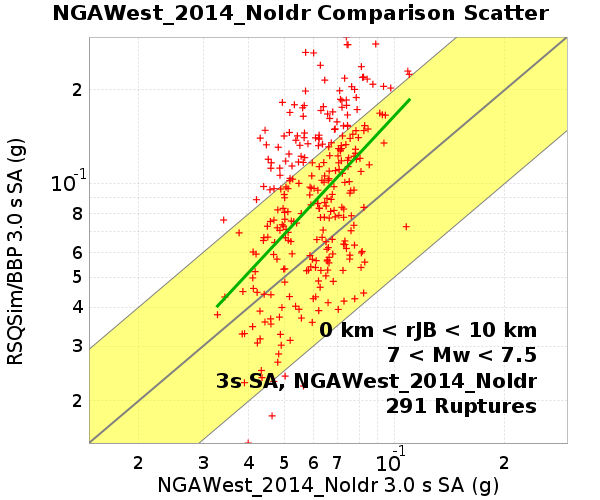 NGAWest_2014_NoIdr Comparison Scatter
RSQSim/BBP 3.0 s SA (g)
2
10-1
8
6
5
4
3
2
0 km < rJB < 10 km
7 < Mw < 7.5
3s SA, NGAWest_2014_NoIdr
291 Ruptures
2 3 4 5 6 7 10-1 2
NGAWest_2014_NoIdr 3.0 s SA (g)